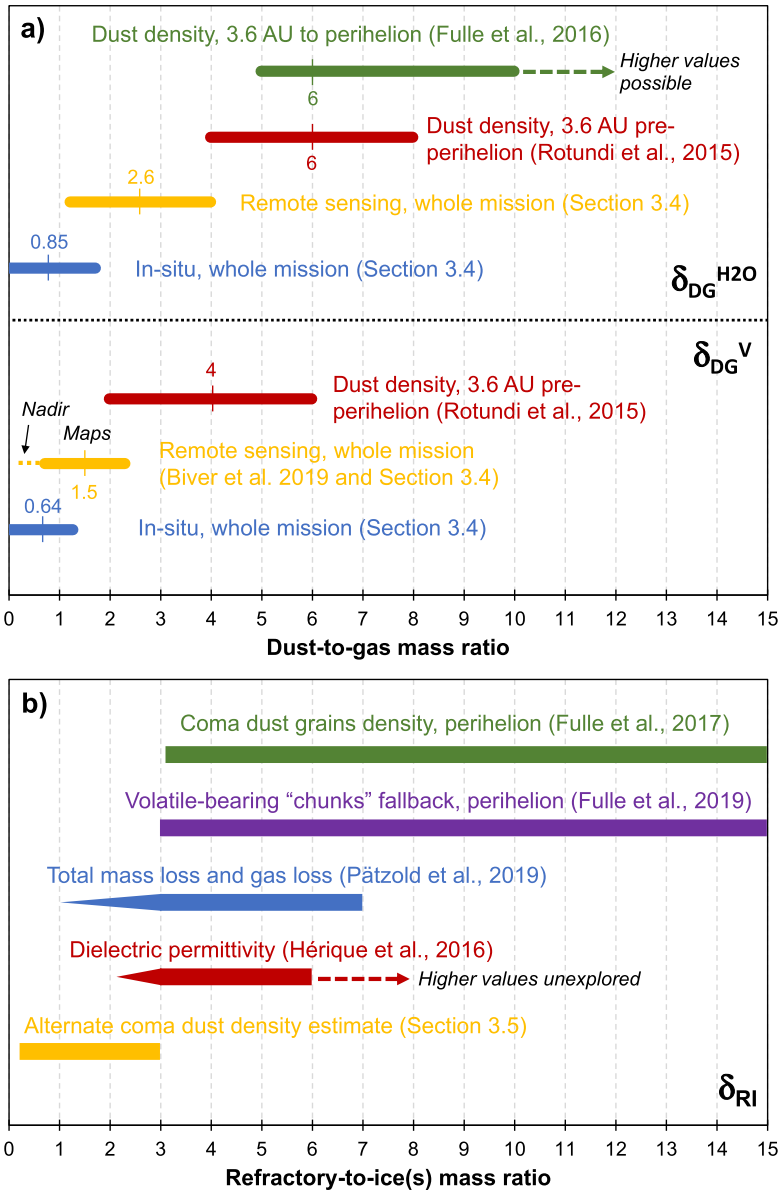 a)
Dust density, 3.6 AU to perihelion (Fulle et al., 2016)
Higher values
possible
6
Dust density, 3.6 AU pre-
perihelion (Rotundi et al., 2015)
6
2.6
Remote sensing, whole mission (Section 3.4)
0.85
In-situ, whole mission (Section 3.4)
δDG^H2O
δDG^V
4
Dust density, 3.6 AU pre-
perihelion (Rotundi et al., 2015)
Nadir
Maps
Remote sensing, whole mission
(Biver et al. 2019 and Section 3.4)
1.5
0.64
In-situ, whole mission (Section 3.4)
0 1 2 3 4 5 6 7 8 9 10 11 12 13 14 15
Dust-to-gas mass ratio
b)
Coma dust grains density, perihelion (Fulle et al., 2017)
Volatile-bearing “chunks” fallback, perihelion (Fulle et al., 2019)
Total mass loss and gas loss (Pätzold et al., 2019)
Dielectric permittivity (Hérique et al., 2016)
Higher values unexplored
Alternate coma dust density estimate (Section 3.5)
δRI
0 1 2 3 4 5 6 7 8 9 10 11 12 13 14 15
Refractory-to-ice(s) mass ratio